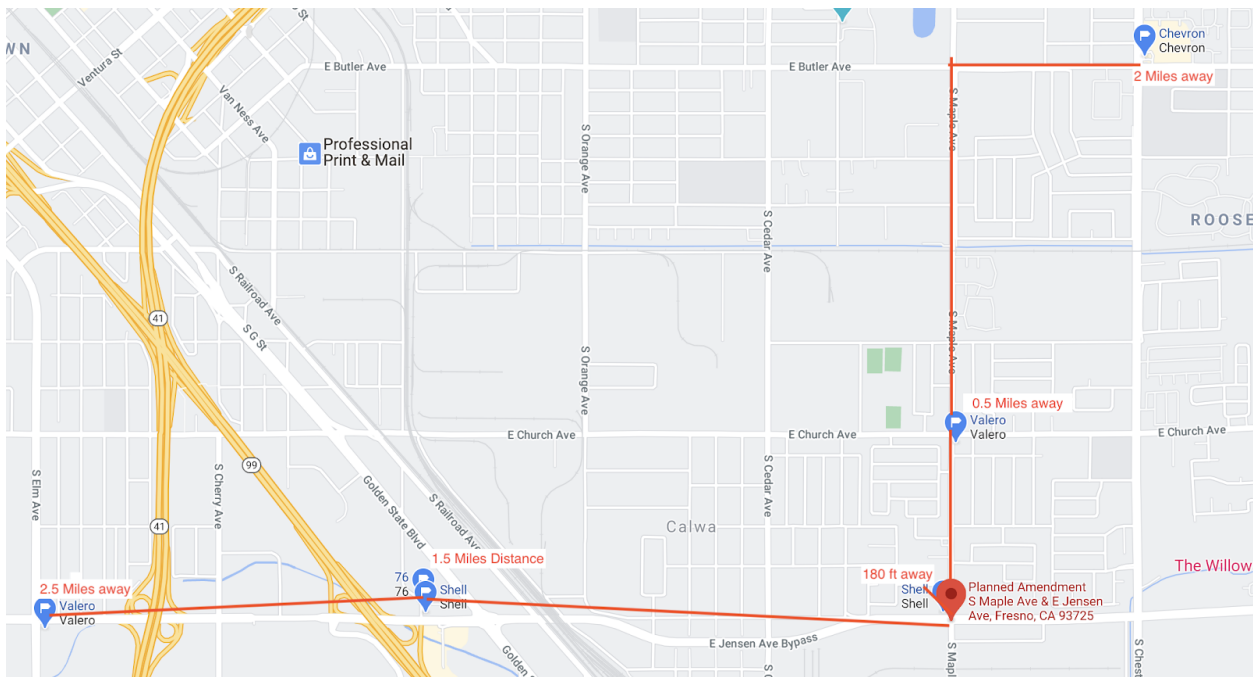 WN
Ventura St
G St
E Butler Ave
E Butler Ave
Chevron
Chevron
2 Miles away
Van Ness Ave
S Maple Ave
Professional
Print & Mail
S Orange Ave
S Cedar Ave
ROOSE
S Railroad Ave
41
S G St
S Maple Ave
S Orange Ave
0.5 Miles away
Valero
Valero
E Church Ave
E Church Ave
E Church Ave
99
S Elm Ave
S Cherry Ave
Golden State Blvd
S Railroad Ave
S Cedar Ave
41
Calwa
1.5 Miles Distance
The Willow
76
76
Shell
Shell
180 ft away
Shell
Shell
2.5 Miles away
Valero
Valero
Planned Amendment
S Maple Ave & E Jensen
Ave, Fresno, CA 93725
E Jensen Ave Bypass
Golden
S C
S Mapl
S Chest